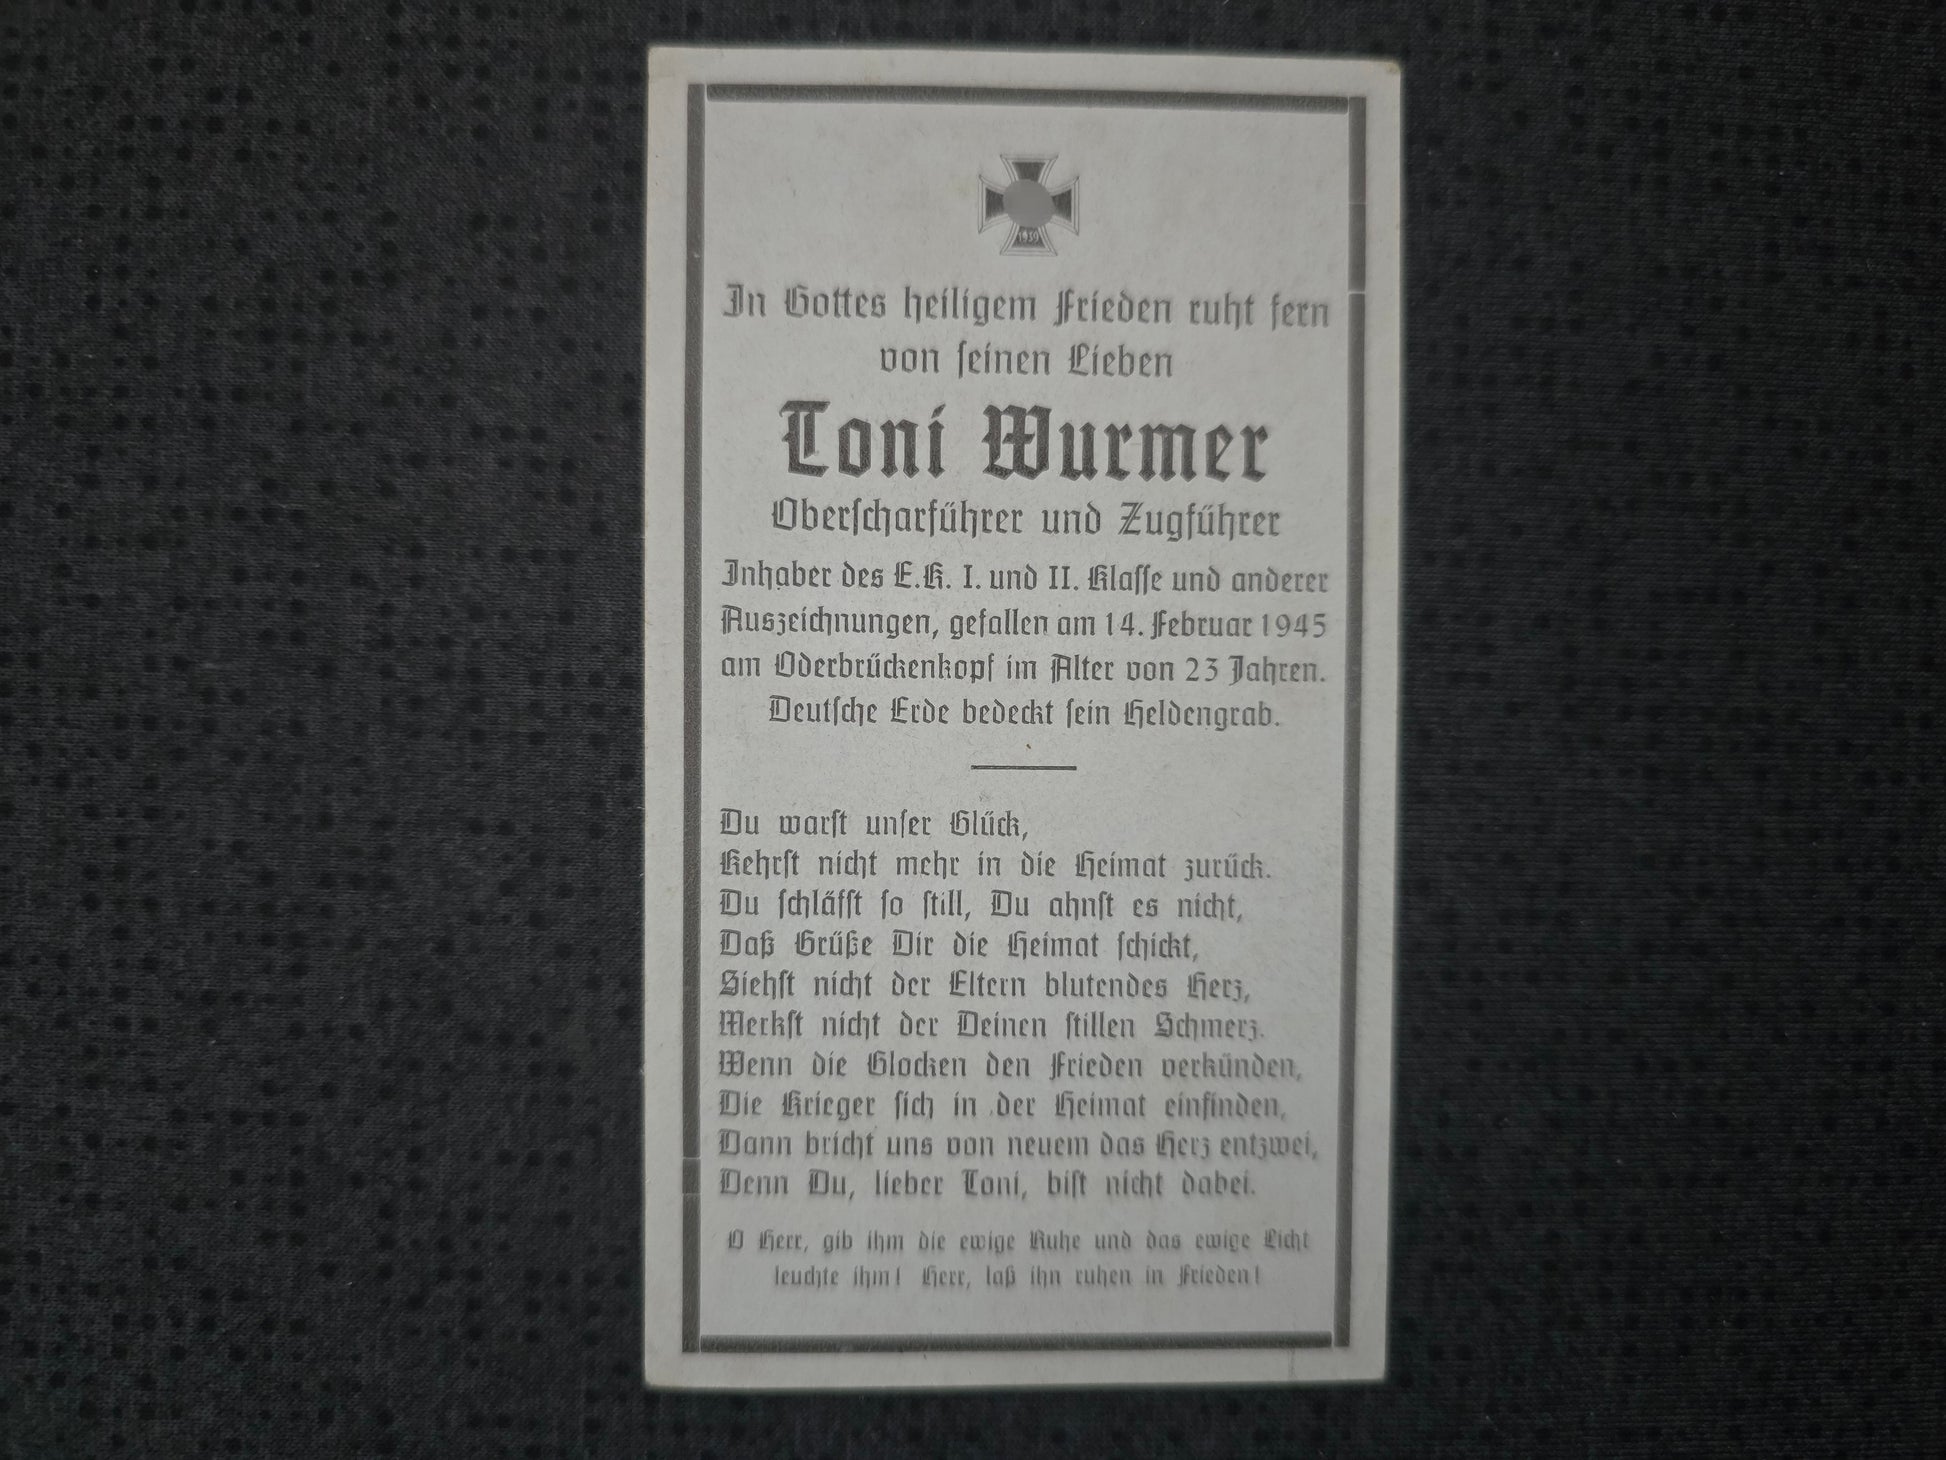 1939
In Gottes heiligem Frieden ruht fern
von seinen Lieben
Toni Wurmer
Oberscharführer und Zugführer
Inhaber des E.K. I. und II. Klasse und anderer
Auszeichnungen, gefallen am 14. Februar 1945
am Oderbrückenkopf im Alter von 23 Jahren.
Deutsche Erde bedeckt sein Heldengrab.
Du warst unser Glück,
Kehrst nicht mehr in die Heimat zurück.
Du schläfst so still, Du ahnst es nicht,
Daß Grüße Dir die Heimat schickt,
Siehst nicht der Eltern blutendes Herz,
Merkst nicht der Deinen stillen Schmerz.
Wenn die Glocken den Frieden verkünden,
Die Krieger sich in der Heimat einfinden,
Dann bricht uns von neuem das Herz entzwei,
Denn Du, lieber Toni, bist nicht dabei.
O Herr, gib ihm die ewige Ruhe und das ewige Licht
leuchte ihm! Herr, laß ihn ruhen in Frieden!